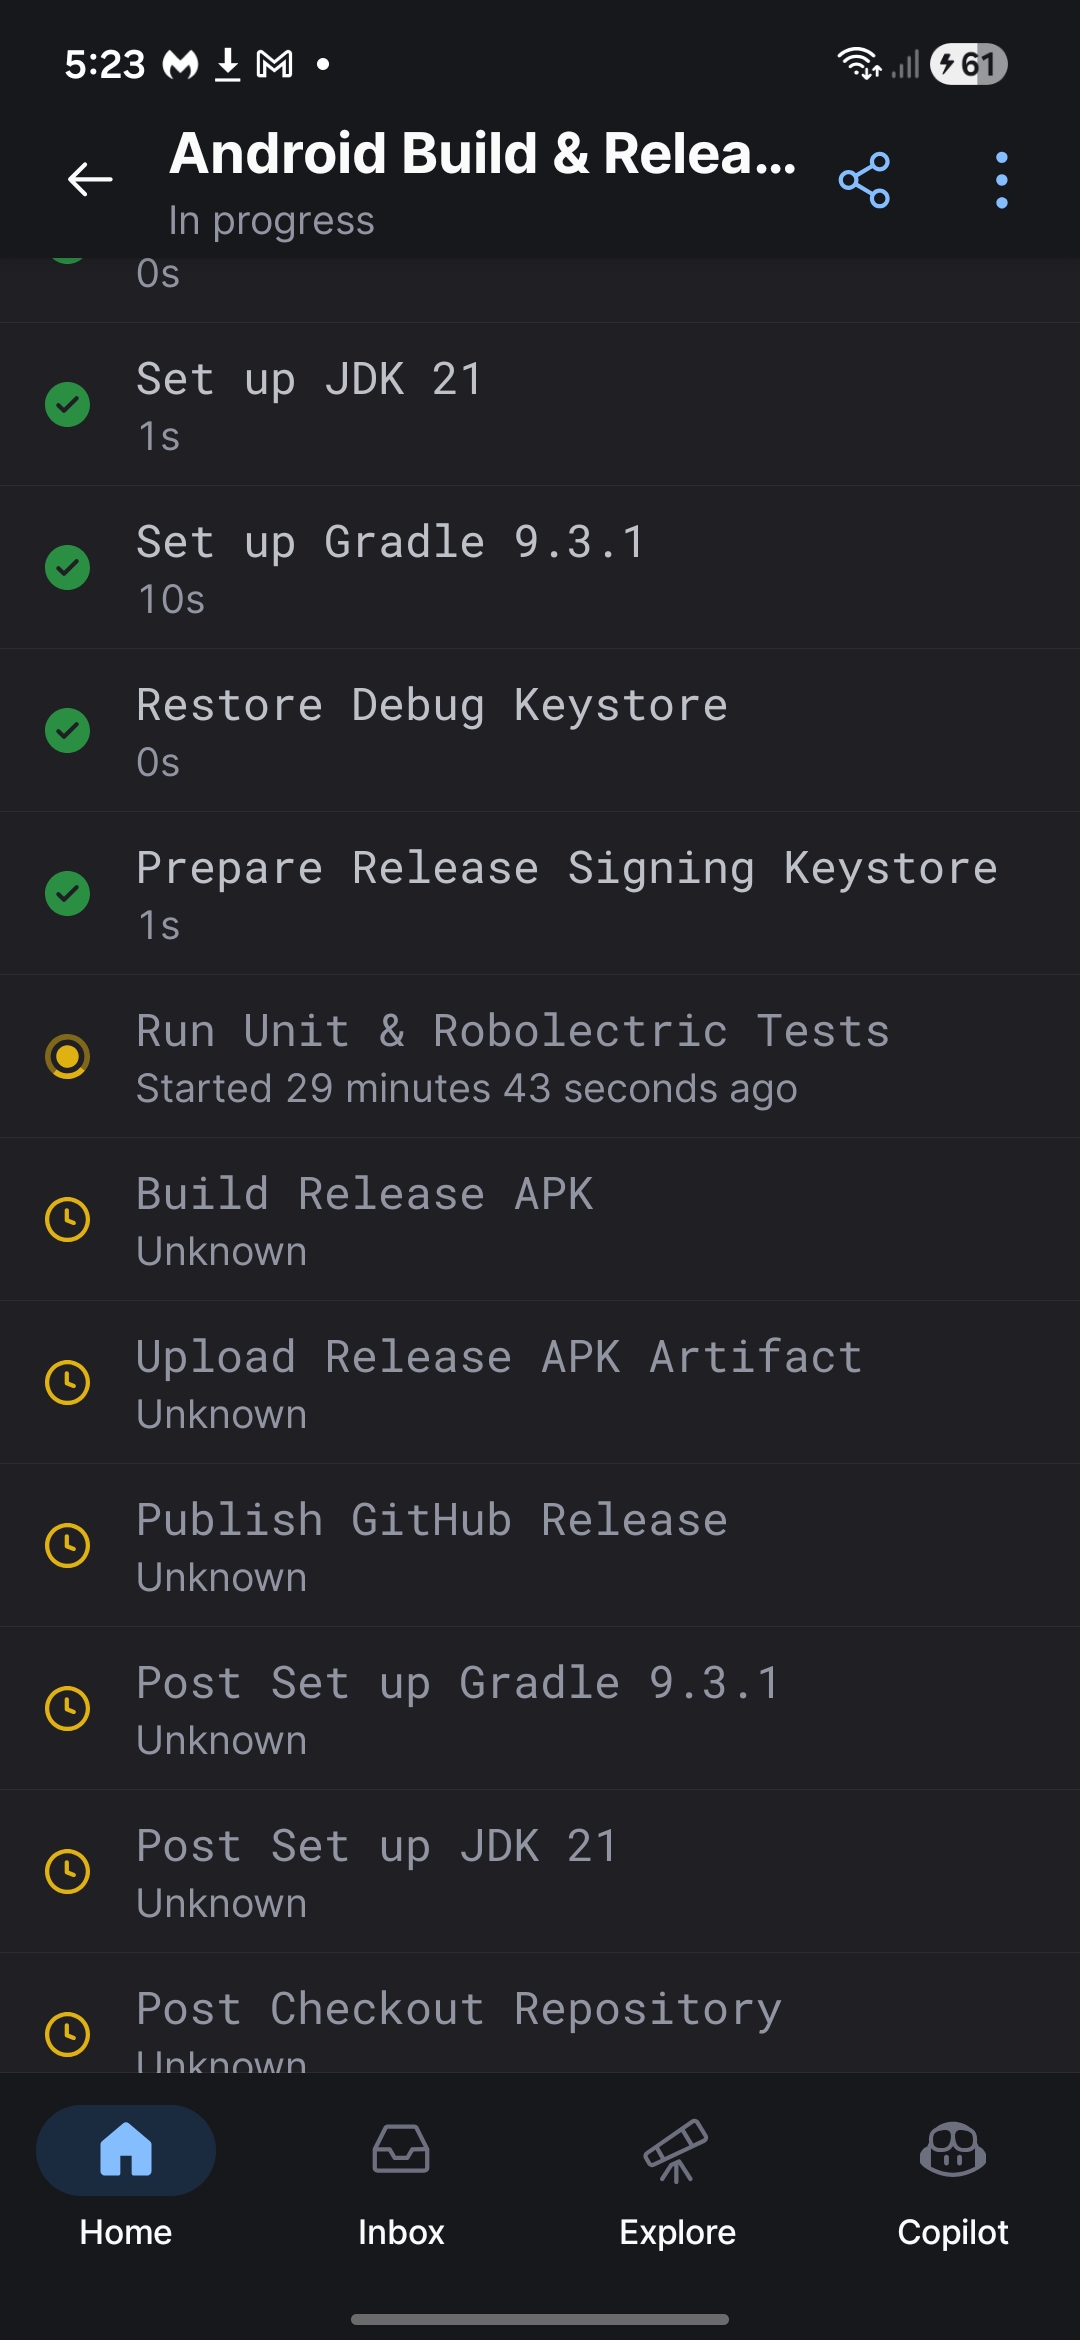 5:23
61
Android Build & Relea...
In progress
0s
Set up JDK 21
1s
Set up Gradle 9.3.1
10s
Restore Debug Keystore
0s
Prepare Release Signing Keystore
1s
Run Unit & Robolectric Tests
Started 29 minutes 43 seconds ago
Build Release APK
Unknown
Upload Release APK Artifact
Unknown
Publish GitHub Release
Unknown
Post Set up Gradle 9.3.1
Unknown
Post Set up JDK 21
Unknown
Post Checkout Repository
Unknown
Home
Inbox
Explore
Copilot